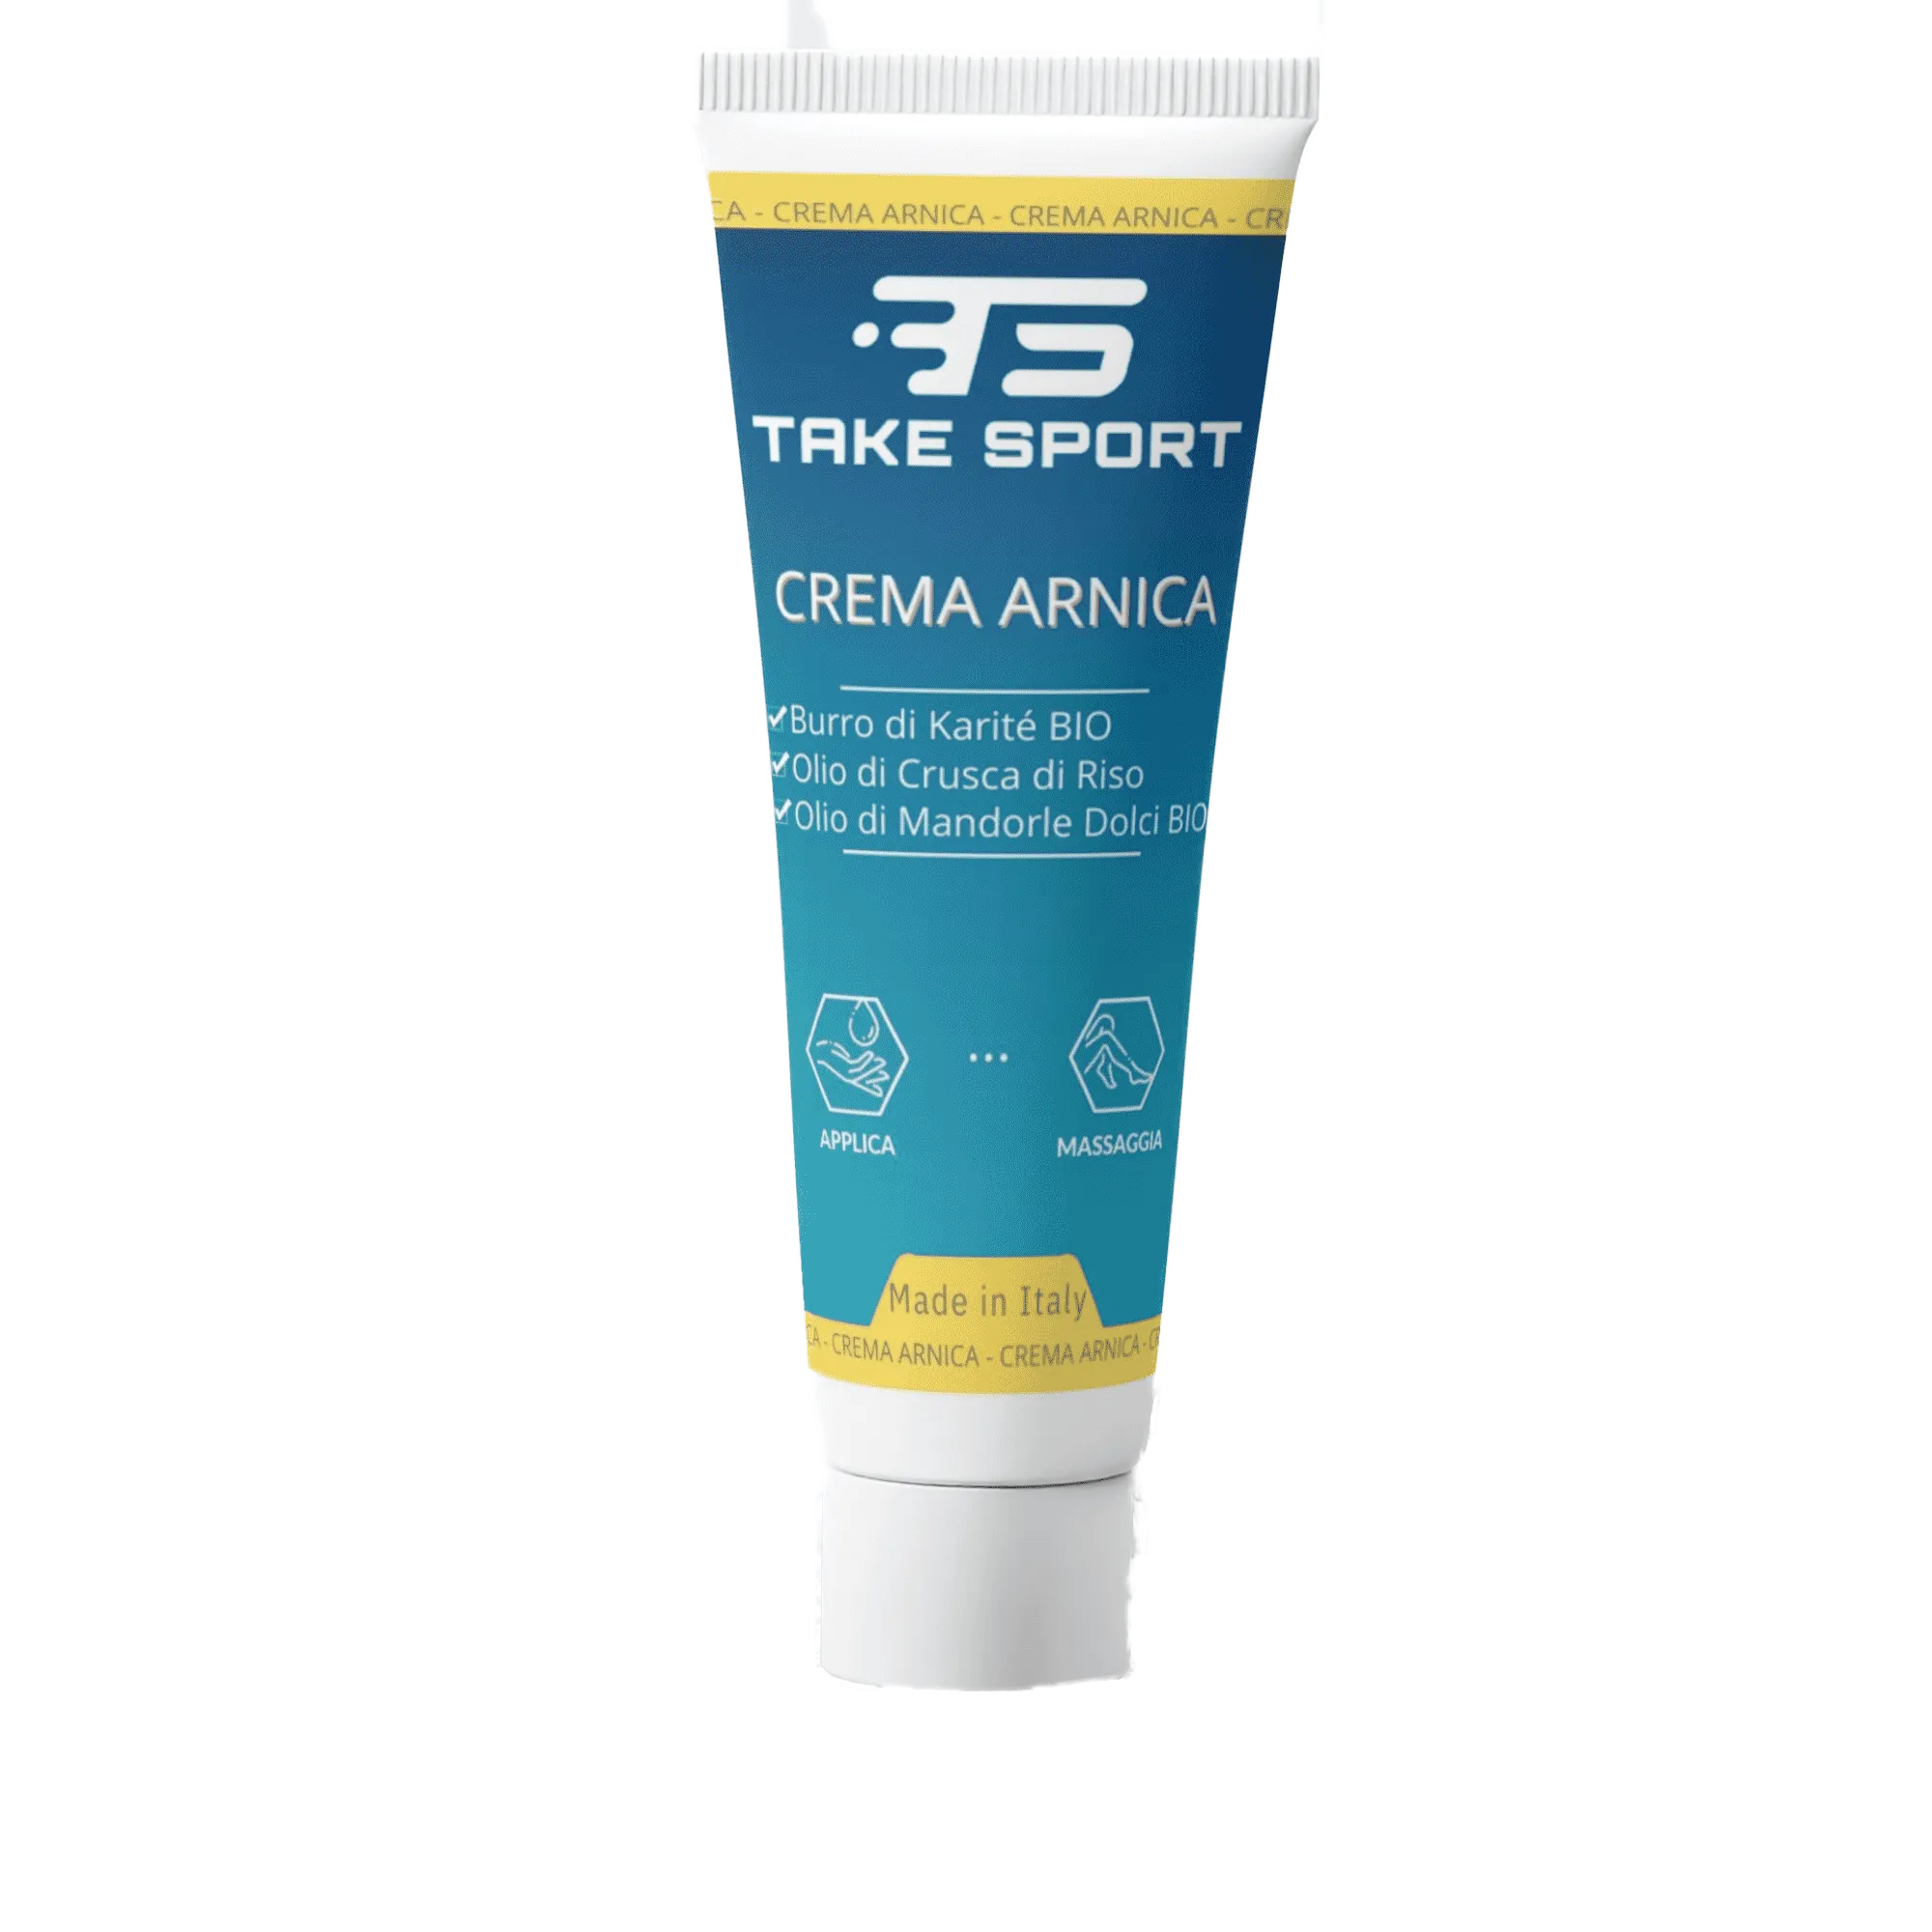 CA - CREMA ARNICA - CREMA ARNICA - CR
TS
TAKE SPORT
CREMA ARNICA
Burro di Karité BIO
Olio di Crusca di Riso
Olio di Mandorle Dolci BIO
...
APPLICA
MASSAGGIA
Made in Italy
CA - CREMA ARNICA - CREMA ARNICA - C